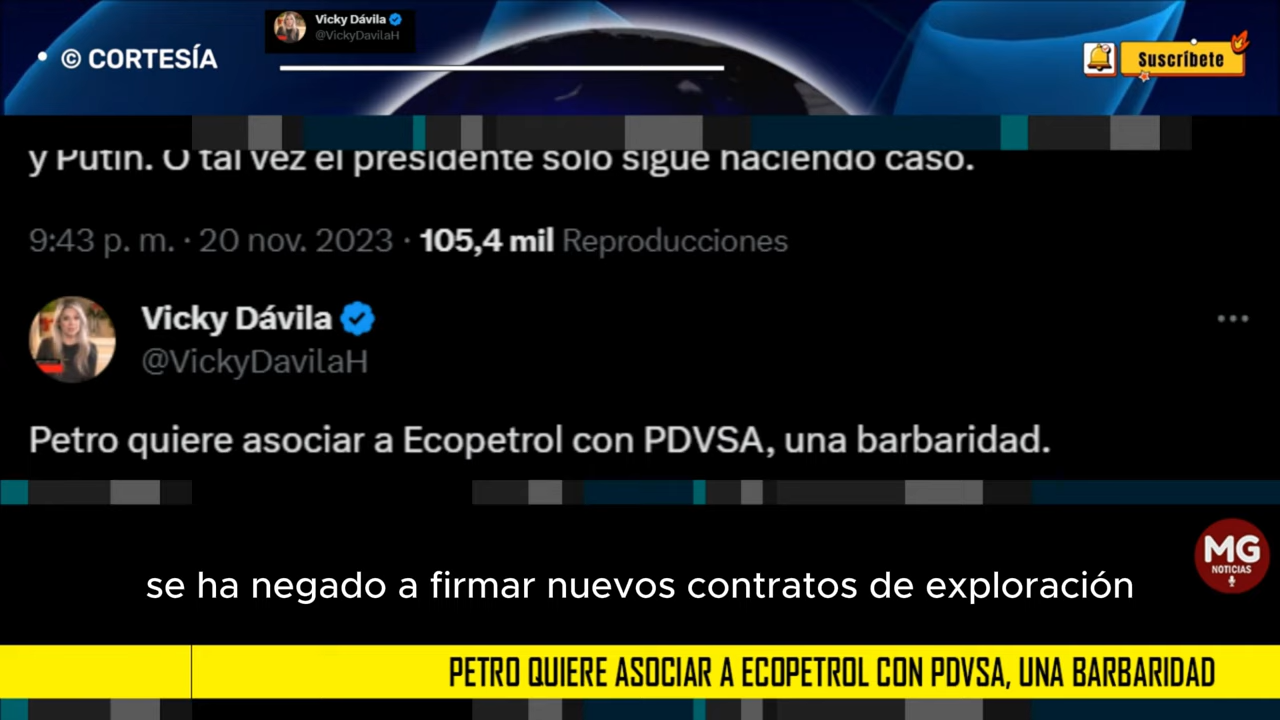 Vicky Dávila
@VickyDavilaH
• © CORTESÍA
Suscríbete
y Putin. O tal vez el presidente solo sigue haciendo caso.
9:43 p. m. · 20 nov. 2023 · 105,4 mil Reproducciones
Vicky Dávila
@VickyDavilaH
Petro quiere asociar a Ecopetrol con PDVSA, una barbaridad.
MG
NOTICIAS
se ha negado a firmar nuevos contratos de exploración
PETRO QUIERE ASOCIAR A ECOPETROL CON PDVSA, UNA BARBARIDAD